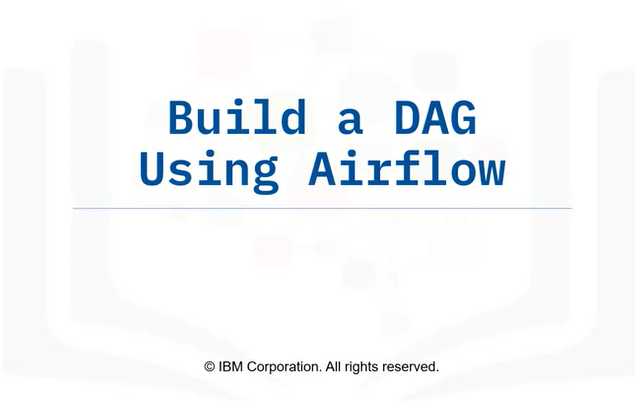 Build a DAG
Using Airflow
© IBM Corporation. All rights reserved.